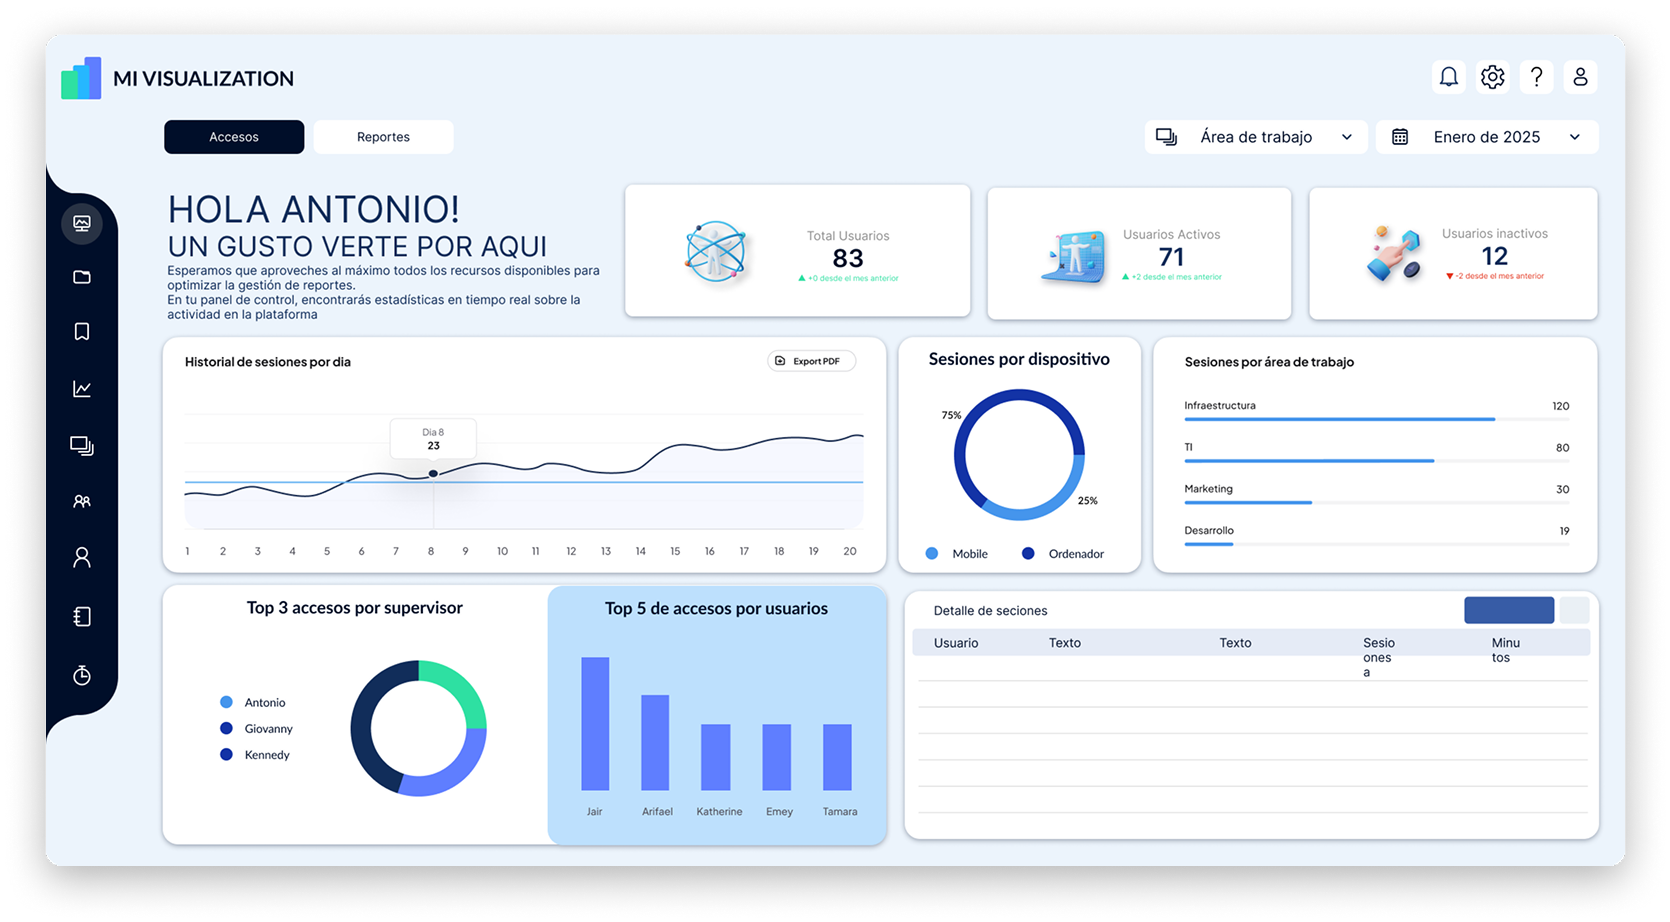 MI VISUALIZATION
Accesos
Reportes
Área de trabajo
Enero de 2025
HOLA ANTONIO!
UN GUSTO VERTE POR AQUI
Esperamos que aproveches al máximo todos los recursos disponibles para
optimizar la gestión de reportes.
En tu panel de control, encontrarás estadísticas en tiempo real sobre la
actividad en la plataforma
Total Usuarios
83
+0 desde el mes anterior
Usuarios Activos
71
+2 desde el mes anterior
Usuarios inactivos
12
-2 desde el mes anterior
Historial de sesiones por dia
Export PDF
Dia 8
23
1 2 3 4 5 6 7 8 9 10 11 12 13 14 15 16 17 18 19 20
Sesiones por dispositivo
75%
25%
Mobile
Ordenador
Sesiones por área de trabajo
Infraestructura 120
TI 80
Marketing 30
Desarrollo 19
Top 3 accesos por supervisor
Antonio
Giovanny
Kennedy
Top 5 de accesos por usuarios
Jair Arifael Katherine Emey Tamara
Detalle de seciones
Usuario Texto Texto Sesio Minu
ones tos
a